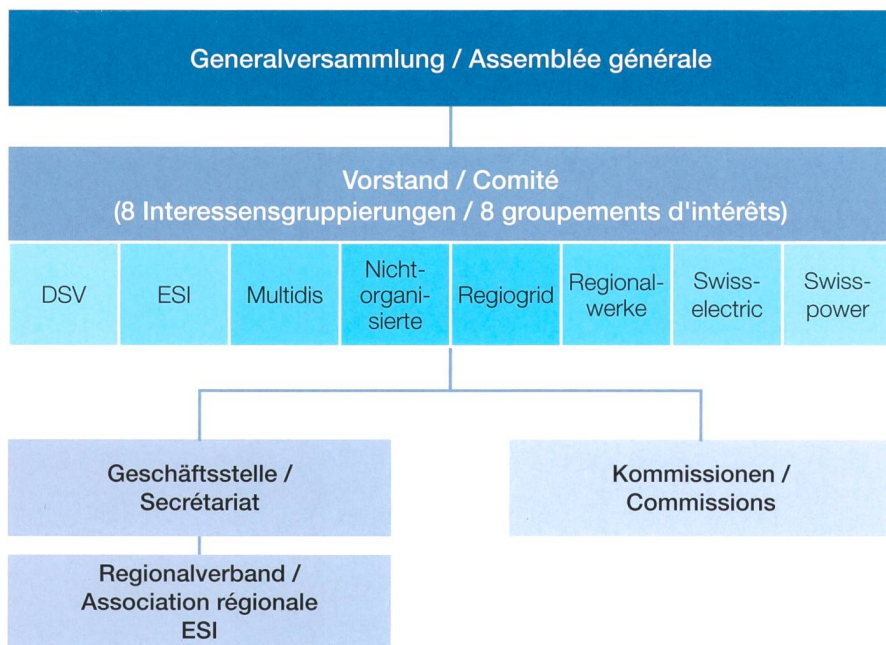 Generalversammlung / Assemblée générale
Vorstand / Comité
(8 Interessensgruppierungen / 8 groupements d'intérêts)
DSV
ESI
Multidis
Nicht-
organi-
sierte
Regiogrid
Regional-
werke
Swiss-
electric
Swiss-
power
Geschäftsstelle /
Secrétariat
Kommissionen /
Commissions
Regionalverband /
Association régionale
ESI